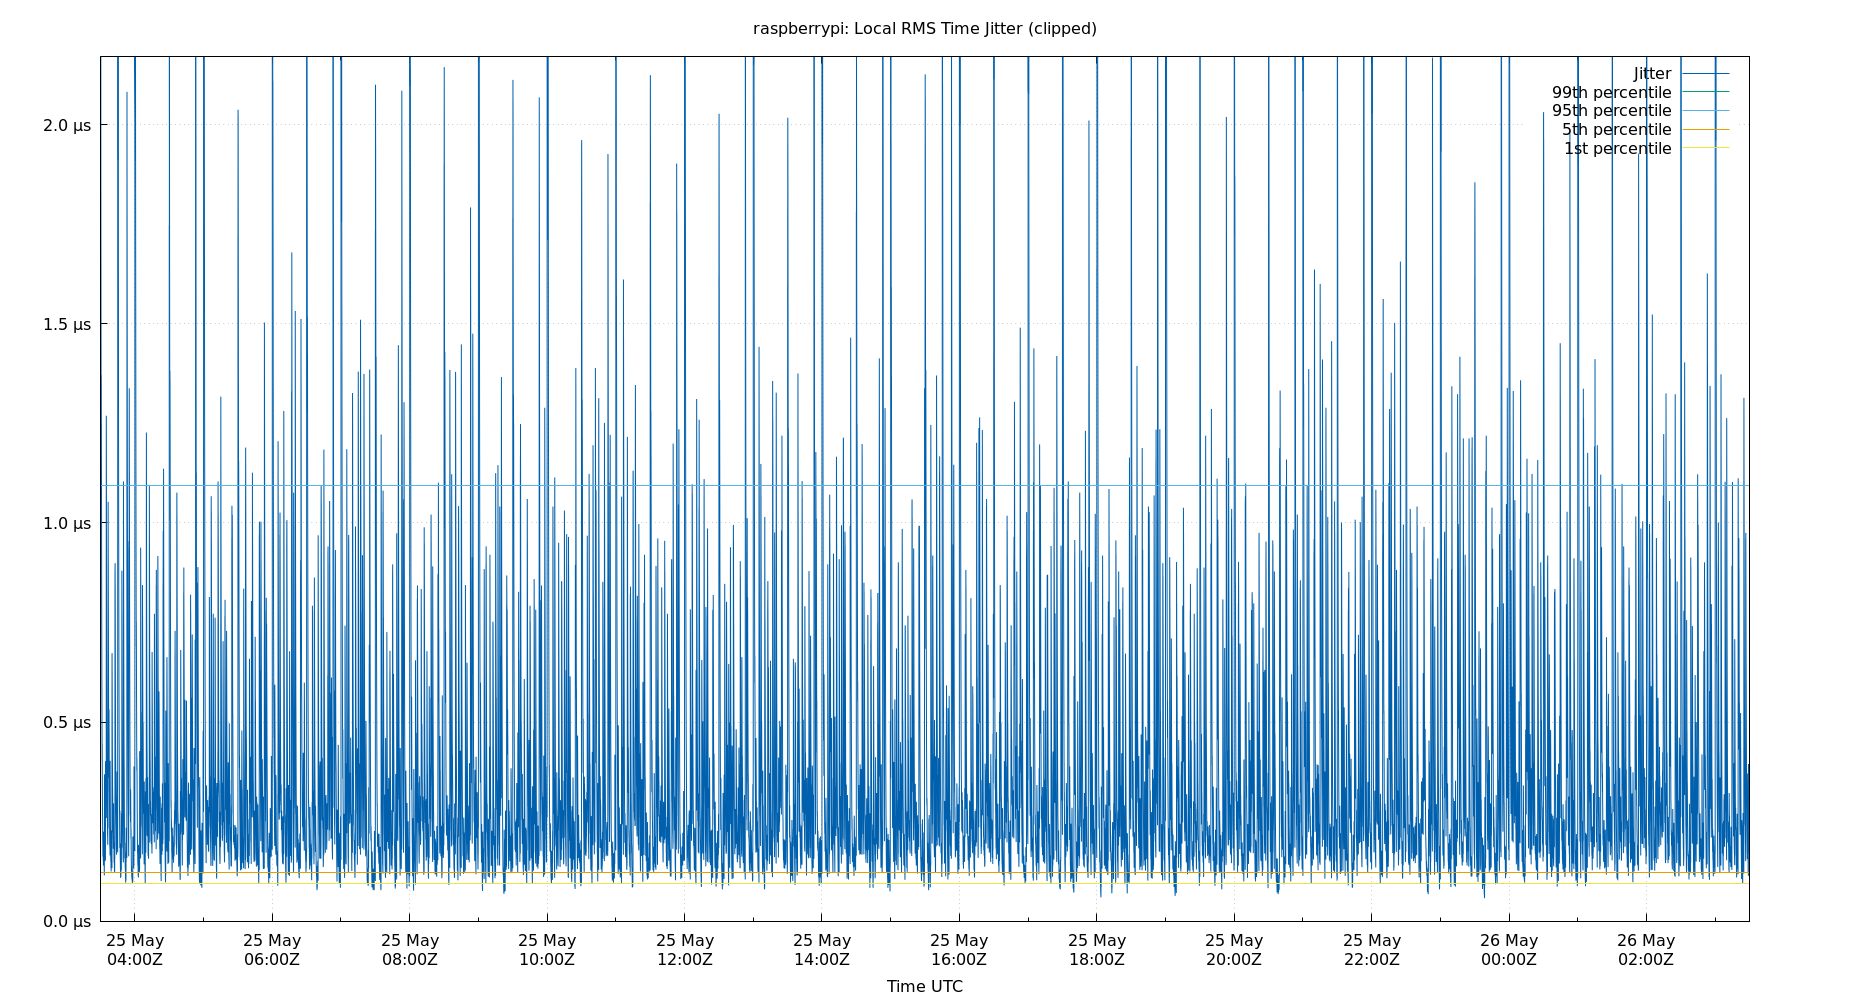 raspberrypi: Local RMS Time Jitter (clipped)
Jitter
99th percentile
95th percentile
5th percentile
1st percentile
2.0 μs
1.5 μs
1.0 μs
0.5 μs
0.0 μs
25 May 25 May 25 May 25 May 25 May 25 May 25 May 25 May 25 May 25 May 26 May 26 May
04:00Z 06:00Z 08:00Z 10:00Z 12:00Z 14:00Z 16:00Z 18:00Z 20:00Z 22:00Z 00:00Z 02:00Z
Time UTC